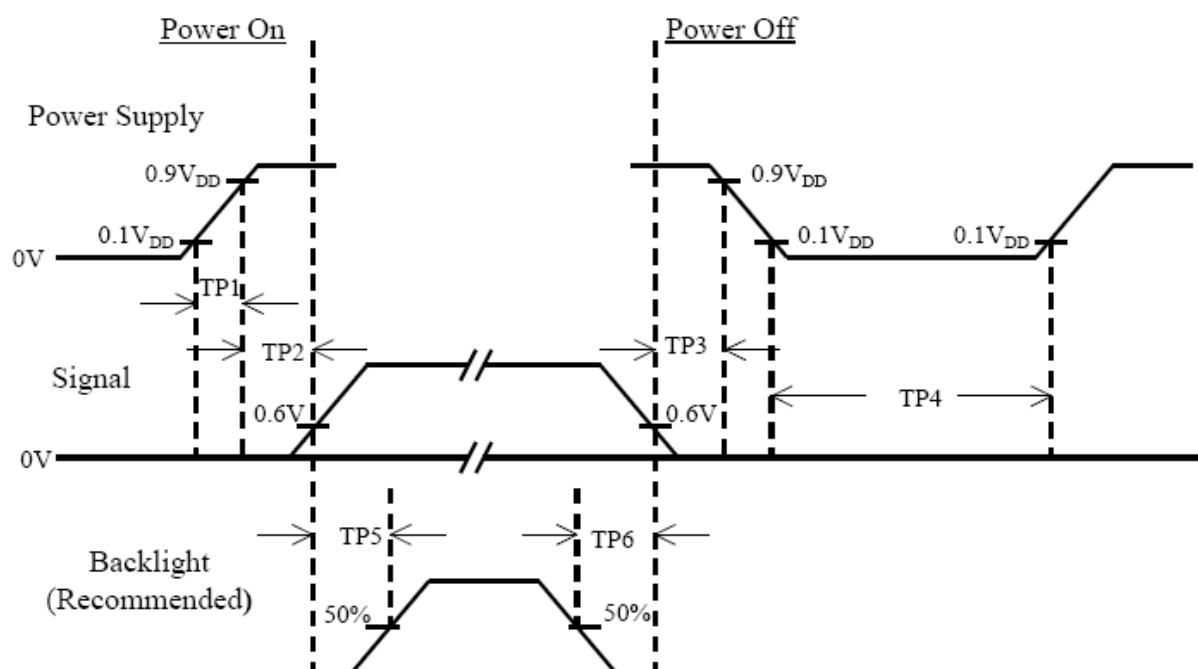 Power On
Power Off
Power Supply
0.9VDD
0.9VDD
0.1VDD
0.1VDD
0.1VDD
0V
TP1
TP2
TP3
Signal
TP4
0.6V
0.6V
0V
TP5
TP6
Backlight
(Recommended)
50%
50%